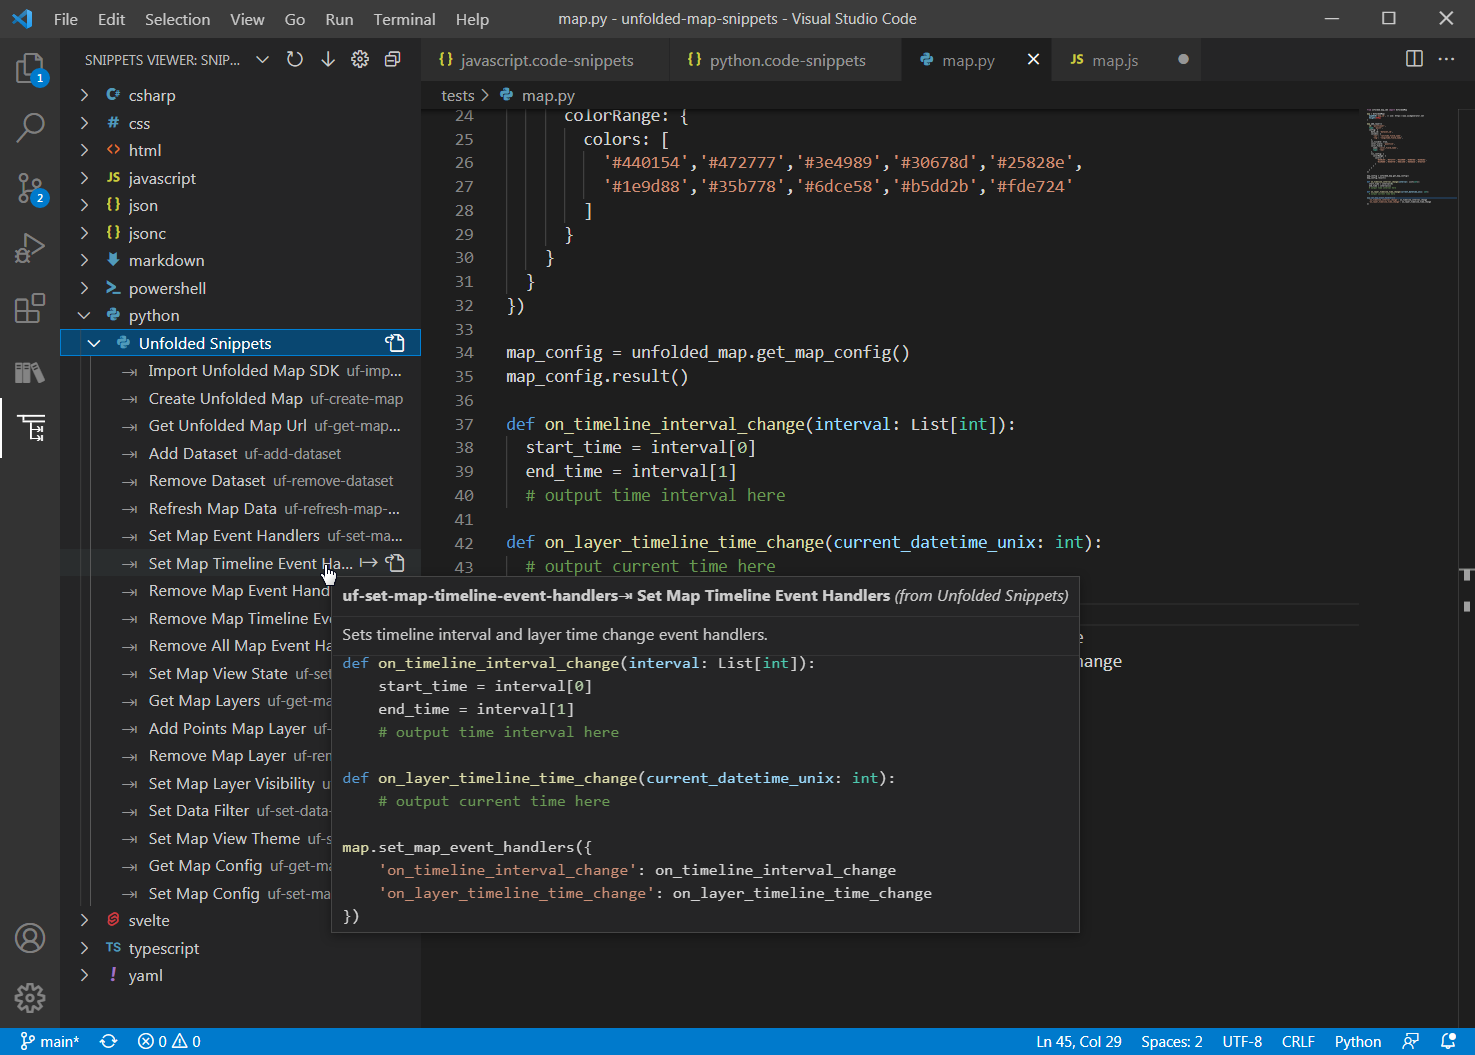 File Edit Selection View Go Run Terminal Help map.py - unfolded-map-snippets - Visual Studio Code
SNIPPETS VIEWER: SNIP...
javascript.code-snippets python.code-snippets map.py JS map.js
tests > map.py
1
2
csharp
# css
html
JS javascript
{} json
{} jsonc
markdown
powershell
python
Unfolded Snippets
Import Unfolded Map SDK uf-imp...
Create Unfolded Map uf-create-map
Get Unfolded Map Url uf-get-map...
Add Dataset uf-add-dataset
Remove Dataset uf-remove-dataset
Refresh Map Data uf-refresh-map-...
Set Map Event Handlers uf-set-ma...
Set Map Timeline Event Ha...
Remove Map Event Hand
Remove Map Timeline Eve
Remove All Map Event Ha
Set Map View State uf-set
Get Map Layers uf-get-ma
Add Points Map Layer uf-
Remove Map Layer uf-rem
Set Map Layer Visibility u
Set Data Filter uf-set-data-
Set Map View Theme uf-s
Get Map Config uf-get-ma
Set Map Config uf-set-ma
svelte
TS typescript
! yaml
24 colorRange: {
25 colors: [
26 '#440154','#472777','#3e4989','#30678d','#25828e',
27 '#1e9d88','#35b778','#6dce58','#b5dd2b','#fde724'
28 ]
29 }
30 }
31 }
32 })
33
34 map_config = unfolded_map.get_map_config()
35 map_config.result()
36
37 def on_timeline_interval_change(interval: List[int]):
38 start_time = interval[0]
39 end_time = interval[1]
40 # output time interval here
41
42 def on_layer_timeline_time_change(current_datetime_unix: int):
43 # output current time here
e
hange
uf-set-map-timeline-event-handlers⇥ Set Map Timeline Event Handlers (from Unfolded Snippets)
Sets timeline interval and layer time change event handlers.
def on_timeline_interval_change(interval: List[int]):
start_time = interval[0]
end_time = interval[1]
# output time interval here
def on_layer_timeline_time_change(current_datetime_unix: int):
# output current time here
map.set_map_event_handlers({
'on_timeline_interval_change': on_timeline_interval_change
'on_layer_timeline_time_change': on_layer_timeline_time_change
})
main* 0 0 Ln 45, Col 29 Spaces: 2 UTF-8 CRLF Python